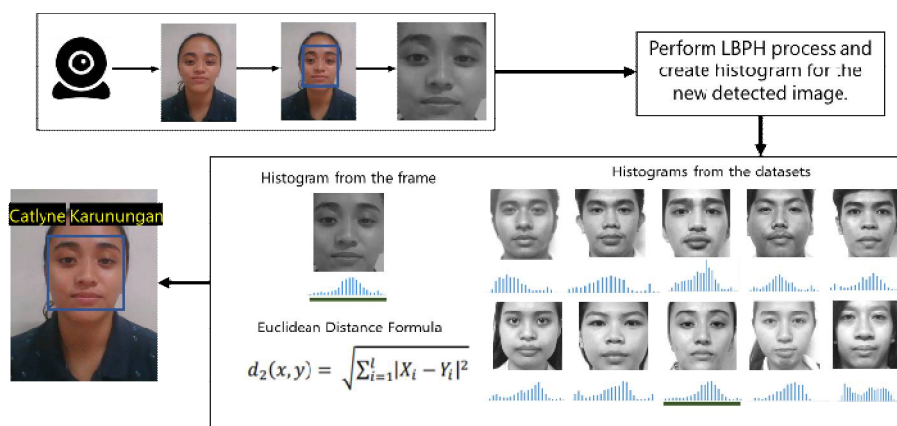 Perform LBPH process and
create histogram for the
new detected image.
Histogram from the frame
Histograms from the datasets
Catlyne Karunungan
Euclidean Distance Formula
d₂(x, y) = √∑ˡᵢ₌₁|Xᵢ − Yᵢ|²